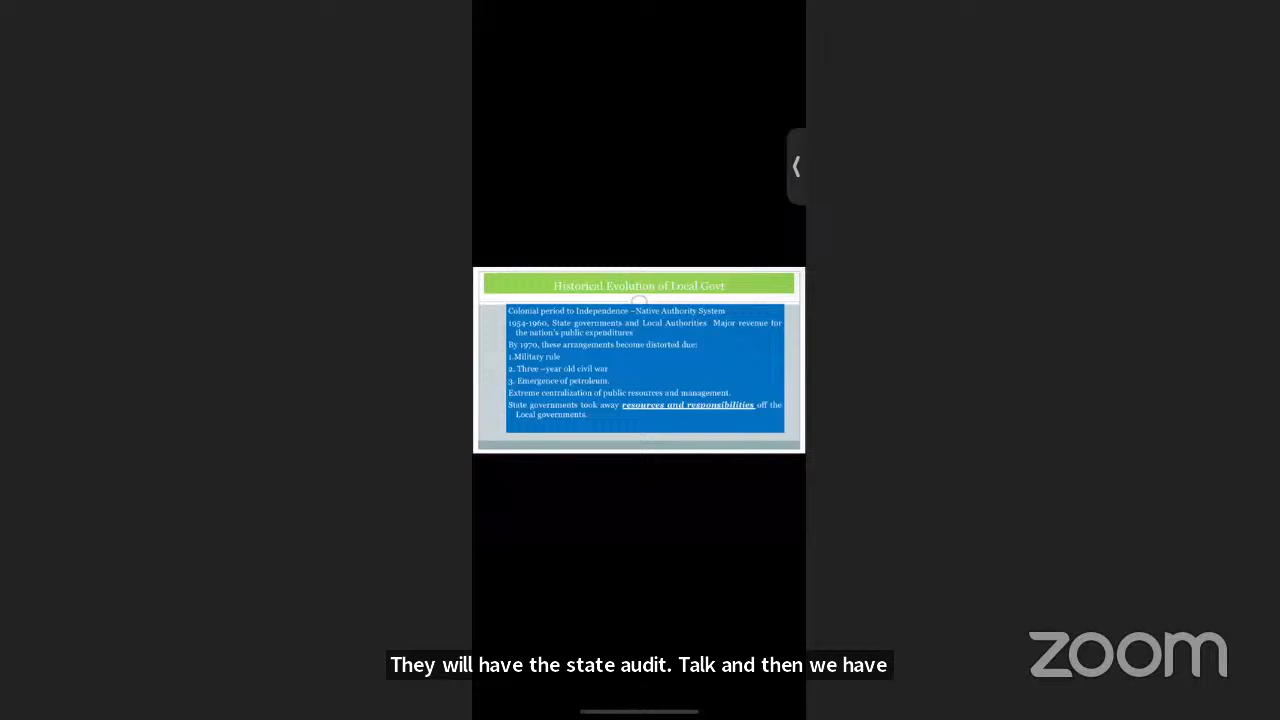 Historical Evolution of Local Govt
Colonial period to Independence –Native Authority System
1954-1960, State governments and Local Authorities Major revenue for
the nation's public expenditures
By 1970, these arrangements become distorted due:
1.Military rule
2. Three –year old civil war
3. Emergence of petroleum.
Extreme centralization of public resources and management.
State governments took away resources and responsibilities off the
Local governments.
They will have the state audit. Talk and then we have
zoom